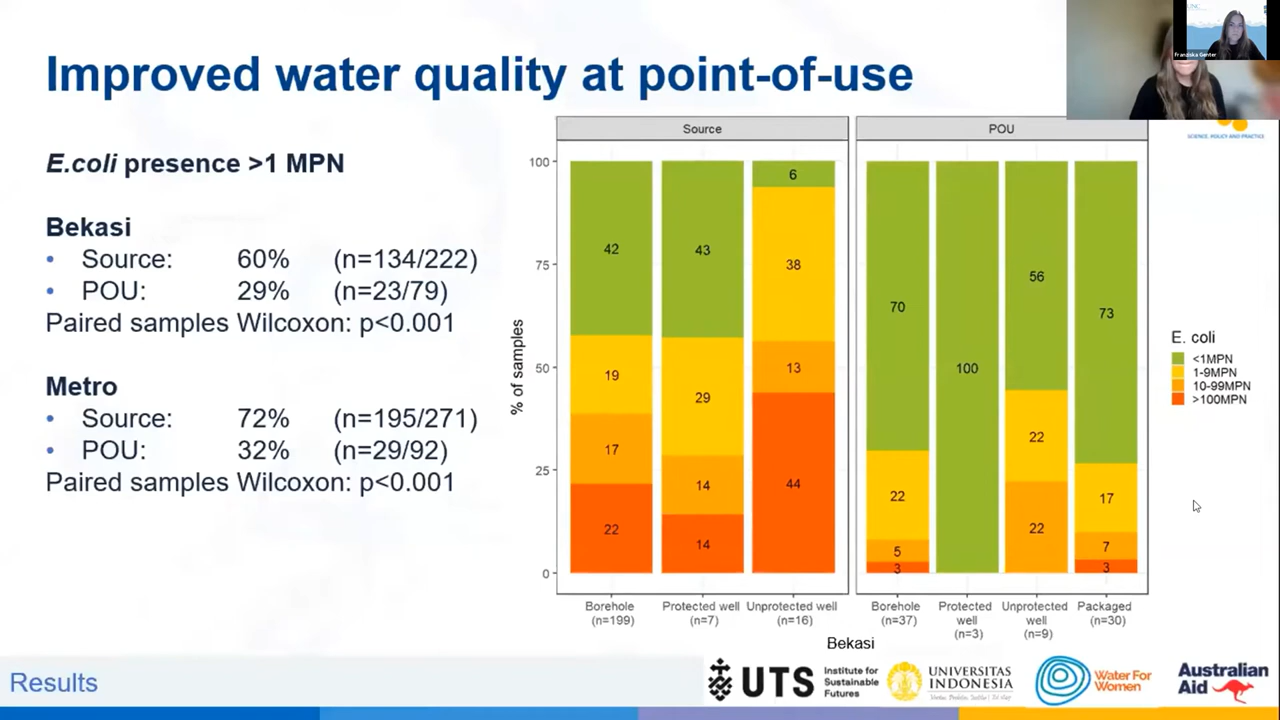 Improved water quality at point-of-use
E.coli presence >1 MPN
Bekasi
• Source: 60% (n=134/222)
• POU: 29% (n=23/79)
Paired samples Wilcoxon: p<0.001
Metro
• Source: 72% (n=195/271)
• POU: 32% (n=29/92)
Paired samples Wilcoxon: p<0.001
Source
POU
% of samples
100
75
50
25
0
42
19
17
22
43
29
14
14
6
38
13
44
70
22
5
3
100
56
22
22
73
17
7
3
Borehole
(n=199)
Protected well
(n=7)
Unprotected well
(n=16)
Borehole
(n=37)
Protected
well
(n=3)
Unprotected
well
(n=9)
Packaged
(n=30)
Bekasi
E. coli
<1MPN
1-9MPN
10-99MPN
>100MPN
Franziska Genter
SCIENCE, POLICY AND PRACTICE
Results
UTS
Institute for
Sustainable
Futures
UNIVERSITAS
INDONESIA
Water For
Women
Australian
Aid